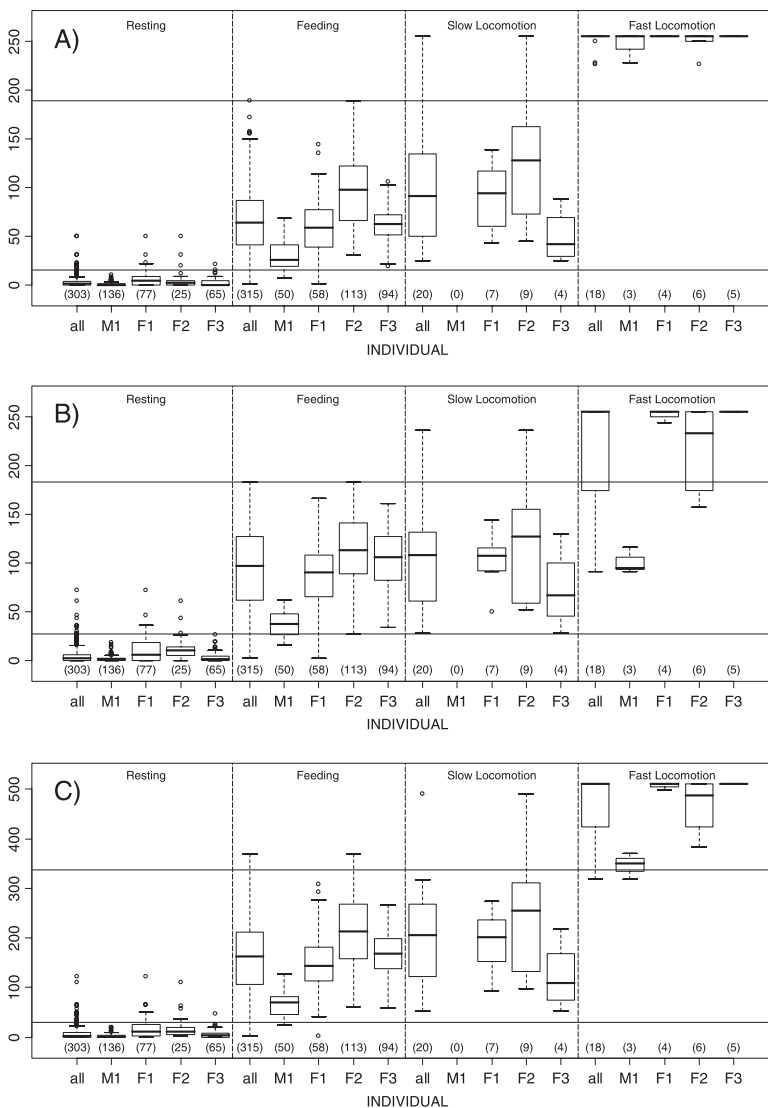 Resting Feeding Slow Locomotion Fast Locomotion
A)
250
200
150
100
50
0
(303) (136) (77) (25) (65) (315) (50) (58) (113) (94) (20) (0) (7) (9) (4) (18) (3) (4) (6) (5)
all M1 F1 F2 F3 all M1 F1 F2 F3 all M1 F1 F2 F3 all M1 F1 F2 F3
INDIVIDUAL
Resting Feeding Slow Locomotion Fast Locomotion
B)
250
200
150
100
50
0
(303) (136) (77) (25) (65) (315) (50) (58) (113) (94) (20) (0) (7) (9) (4) (18) (3) (4) (6) (5)
all M1 F1 F2 F3 all M1 F1 F2 F3 all M1 F1 F2 F3 all M1 F1 F2 F3
INDIVIDUAL
Resting Feeding Slow Locomotion Fast Locomotion
C)
500
400
300
200
100
0
(303) (136) (77) (25) (65) (315) (50) (58) (113) (94) (20) (0) (7) (9) (4) (18) (3) (4) (6) (5)
all M1 F1 F2 F3 all M1 F1 F2 F3 all M1 F1 F2 F3 all M1 F1 F2 F3
INDIVIDUAL